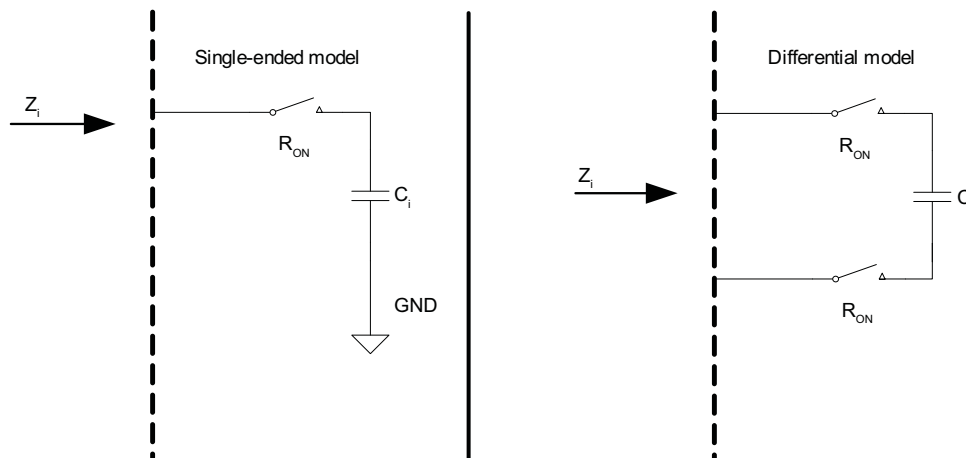 Single-ended model
Zi
RON
Ci
GND
Differential model
Zi
RON
C
RON